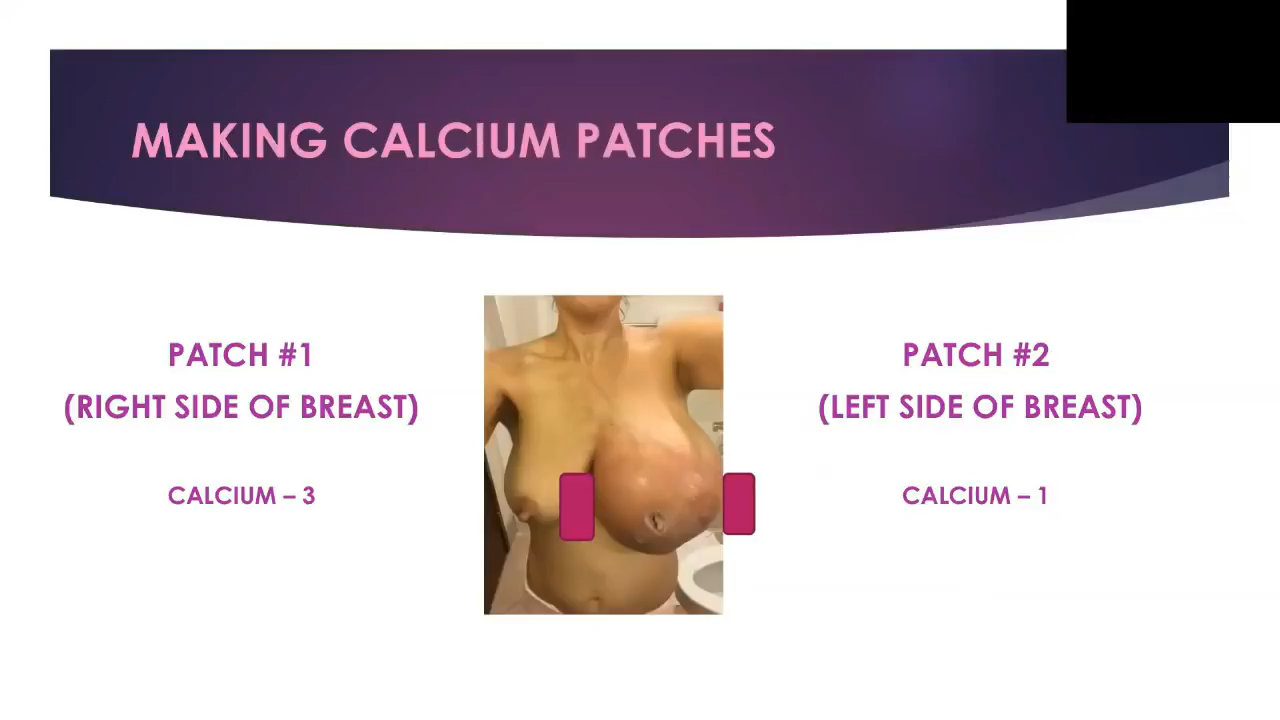 MAKING CALCIUM PATCHES
PATCH #1
(RIGHT SIDE OF BREAST)
CALCIUM – 3
PATCH #2
(LEFT SIDE OF BREAST)
CALCIUM – 1